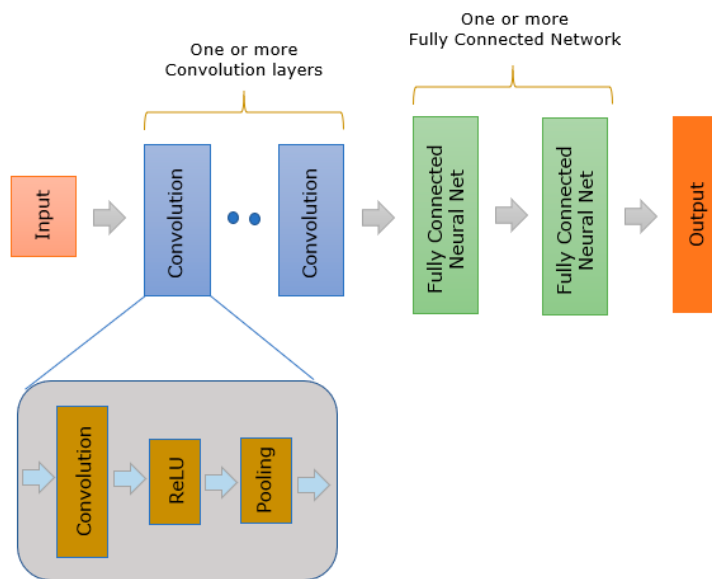 One or more
Convolution layers
One or more
Fully Connected Network
Input
Convolution
Convolution
Fully Connected
Neural Net
Fully Connected
Neural Net
Output
Convolution
ReLU
Pooling